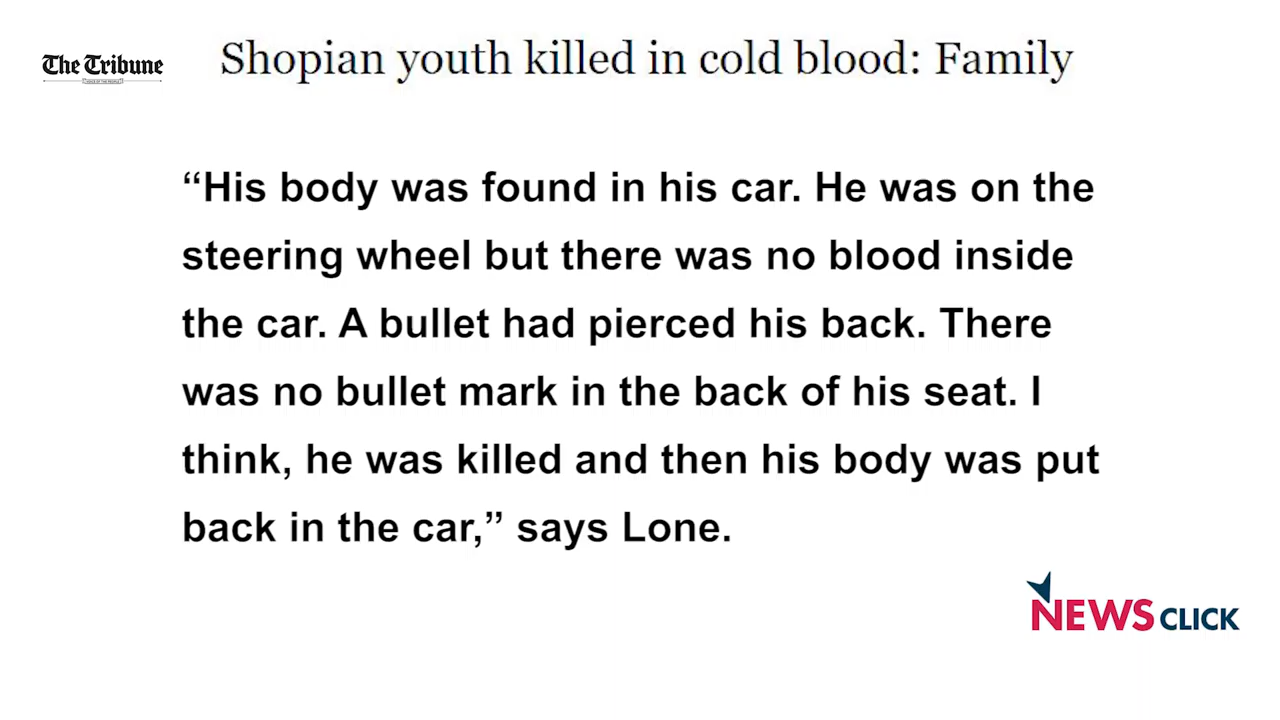 The Tribune
Shopian youth killed in cold blood: Family
“His body was found in his car. He was on the
steering wheel but there was no blood inside
the car. A bullet had pierced his back. There
was no bullet mark in the back of his seat. I
think, he was killed and then his body was put
back in the car,” says Lone.
NEWSCLICK